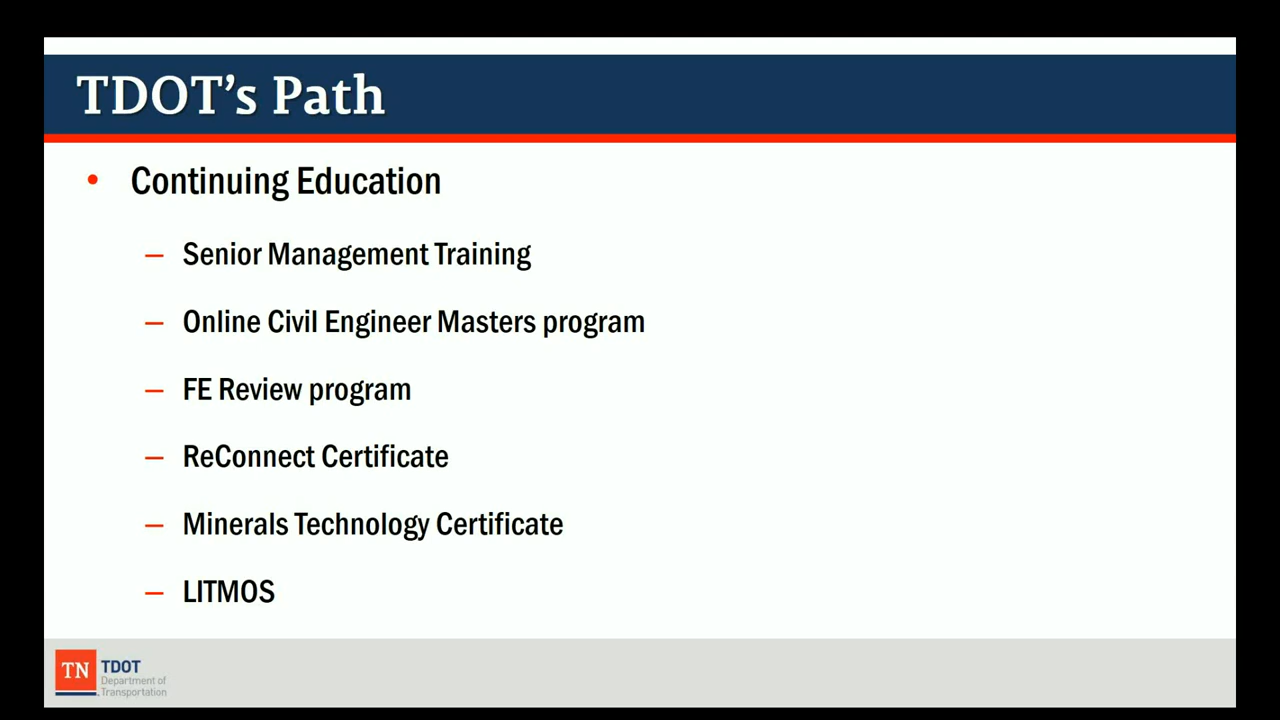 TDOT's Path
• Continuing Education
– Senior Management Training
– Online Civil Engineer Masters program
– FE Review program
– ReConnect Certificate
– Minerals Technology Certificate
– LITMOS
TN
TDOT
Department of
Transportation